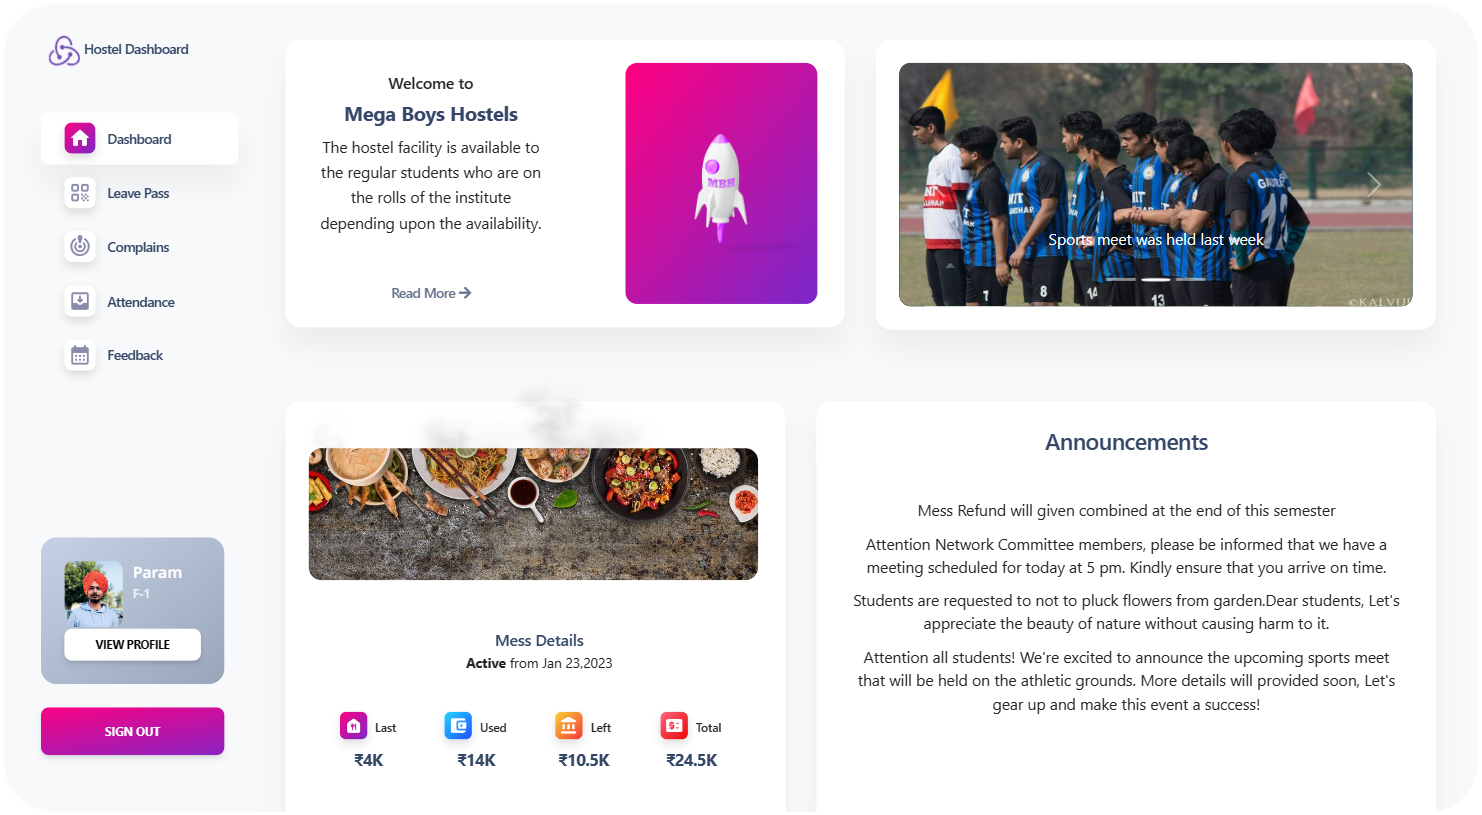 Hostel Dashboard
Dashboard
Leave Pass
Complains
Attendance
Feedback
Param
F-1
VIEW PROFILE
SIGN OUT
Welcome to
Mega Boys Hostels
The hostel facility is available to
the regular students who are on
the rolls of the institute
depending upon the availability.
Read More
MBH
NIT
GAURAV
12
Sports meet was held last week
7
8
14
13
Mess Details
Active from Jan 23,2023
Last
Used
Left
Total
₹4K
₹14K
₹10.5K
₹24.5K
Announcements
Mess Refund will given combined at the end of this semester
Attention Network Committee members, please be informed that we have a
meeting scheduled for today at 5 pm. Kindly ensure that you arrive on time.
Students are requested to not to pluck flowers from garden.Dear students, Let's
appreciate the beauty of nature without causing harm to it.
Attention all students! We're excited to announce the upcoming sports meet
that will be held on the athletic grounds. More details will provided soon, Let's
gear up and make this event a success!